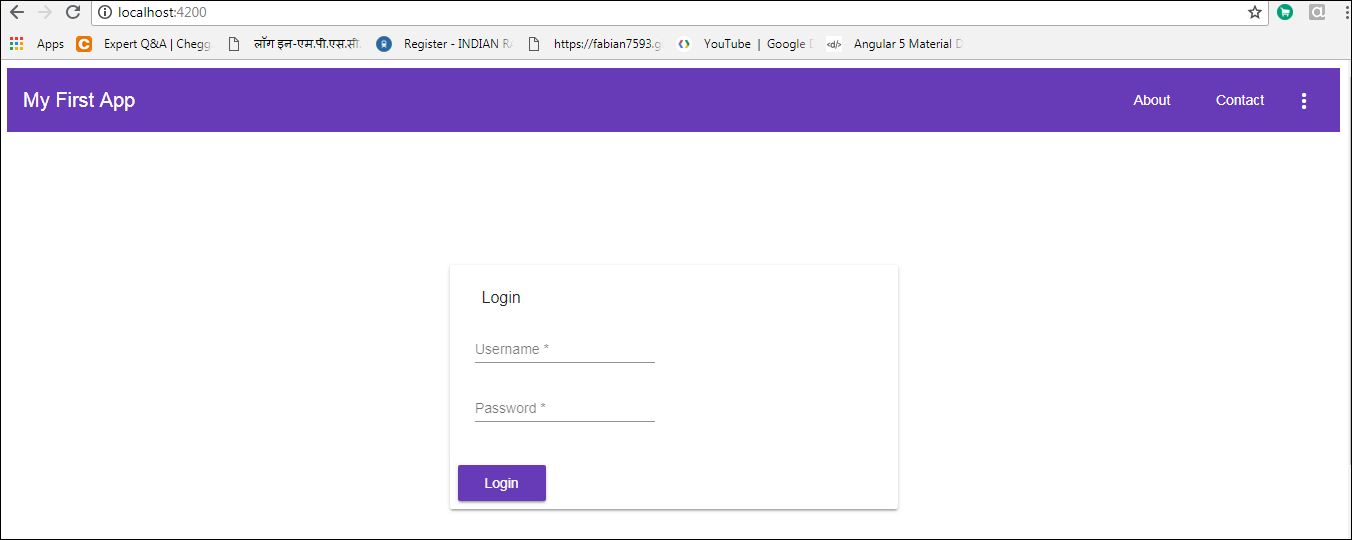 localhost:4200
Apps Expert Q&A | Chegg लॉग इन-एम.पी.एस.सी. Register - INDIAN RA https://fabian7593.g YouTube | Google D Angular 5 Material D
My First App About Contact
Login
Username *
Password *
Login